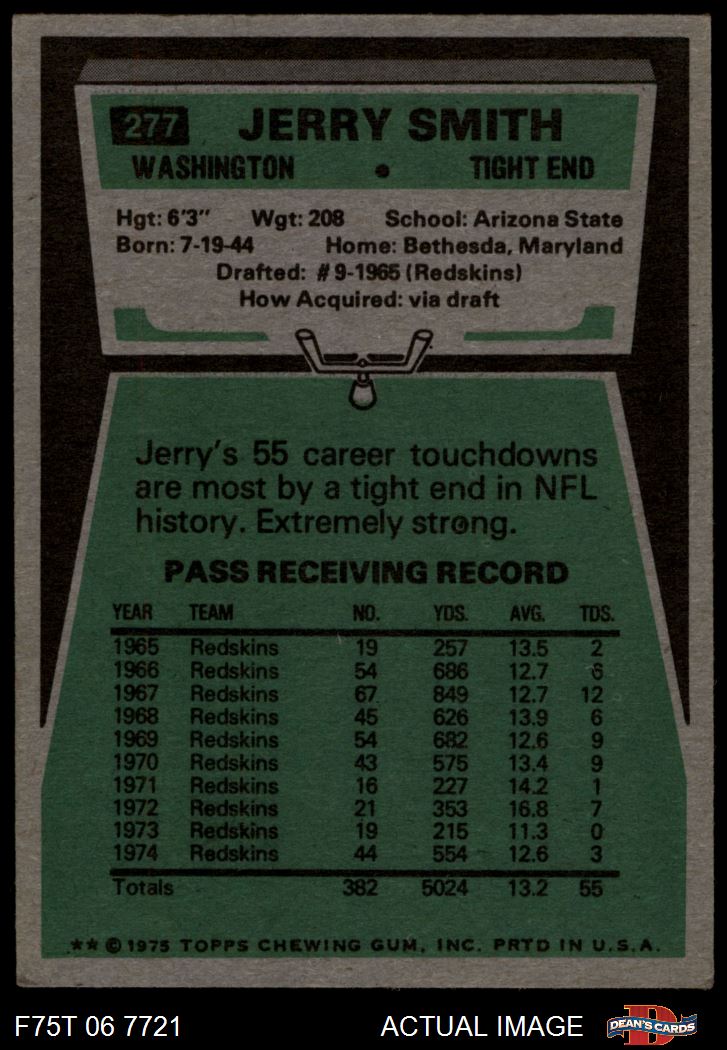 277 JERRY SMITH
WASHINGTON • TIGHT END
Hgt: 6'3" Wgt: 208 School: Arizona State
Born: 7-19-44 Home: Bethesda, Maryland
Drafted: #9-1965 (Redskins)
How Acquired: via draft
Jerry's 55 career touchdowns
are most by a tight end in NFL
history. Extremely strong.
PASS RECEIVING RECORD
YEAR TEAM NO. YDS. AVG. TDS.
1965 Redskins 19 257 13.5 2
1966 Redskins 54 686 12.7 6
1967 Redskins 67 849 12.7 12
1968 Redskins 45 626 13.9 6
1969 Redskins 54 682 12.6 9
1970 Redskins 43 575 13.4 9
1971 Redskins 16 227 14.2 1
1972 Redskins 21 353 16.8 7
1973 Redskins 19 215 11.3 0
1974 Redskins 44 554 12.6 3
Totals 382 5024 13.2 55
** © 1975 TOPPS CHEWING GUM, INC. PRTD IN U.S.A.
F75T 06 7721 ACTUAL IMAGE D DEAN'S CARDS